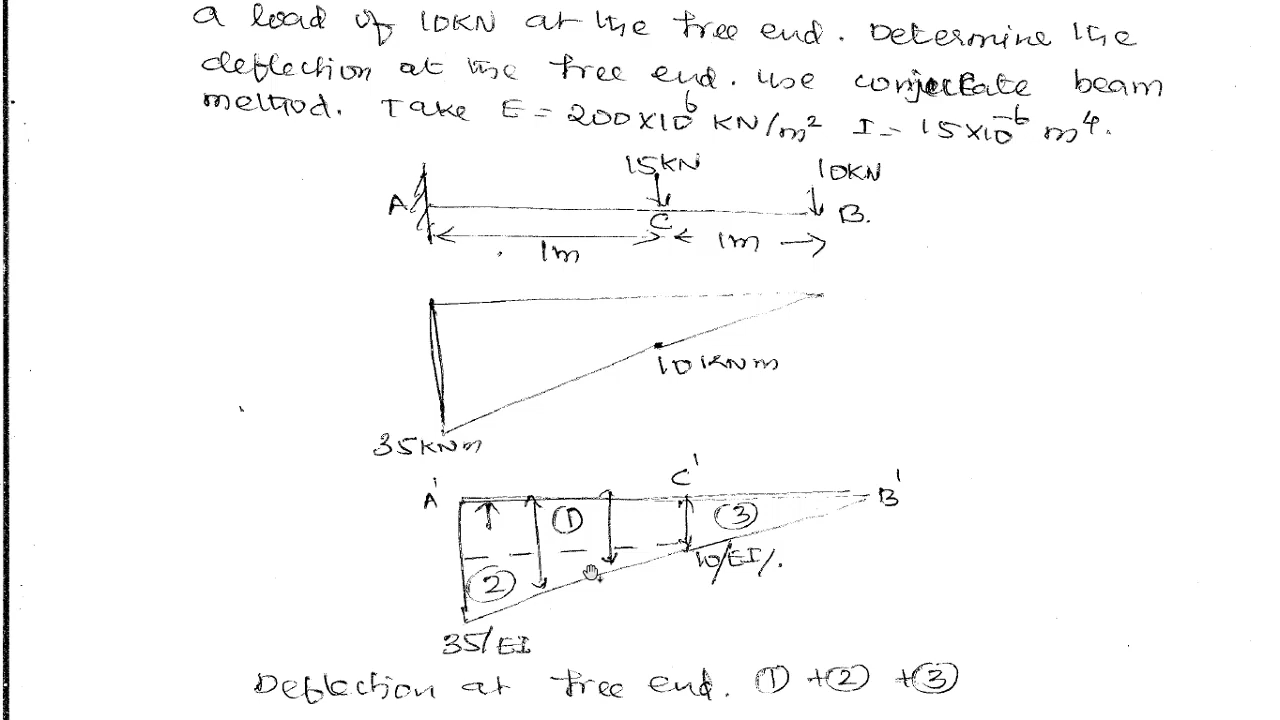 a load of 10KN at the free end. Determine the
deflection at the free end. Use conjucate beam
method. Take E = 200x10^6 KN/m^2 I = 15x10^-6 m^4.
15KN 10KN
A C B.
1m 1m
10 KNm
35KNm
A' C' B'
① ③
② 10/EI
35/EI
Deflection at free end. ① + ② + ③